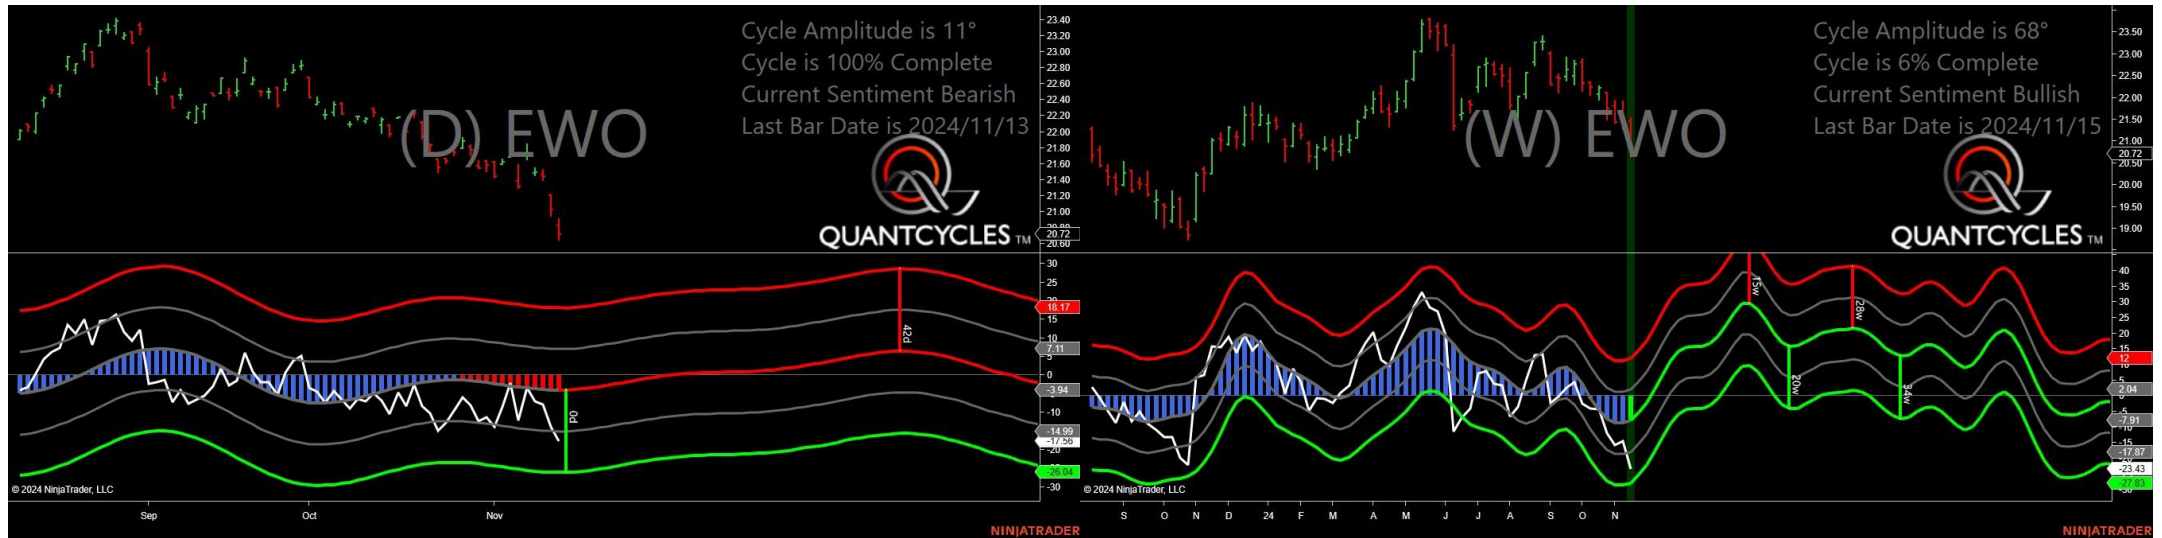 Cycle Amplitude is 11°
Cycle is 100% Complete
Current Sentiment Bearish
Last Bar Date is 2024/11/13
(D) EWO
QUANTCYCLES TM
23.40
23.20
23.00
22.80
22.60
22.40
22.20
22.00
21.80
21.60
21.40
21.20
21.00
20.72
20.60
30
25
18.17
15
10
7.11
5
0
-3.94
-10
-14.99
-17.56
-20
-26.04
-30
42d
0d
© 2024 NinjaTrader, LLC
Sep
Oct
Nov
NINJATRADER
Cycle Amplitude is 68°
Cycle is 6% Complete
Current Sentiment Bullish
Last Bar Date is 2024/11/15
(W) EWO
QUANTCYCLES TM
23.50
23.00
22.50
22.00
21.50
21.00
20.72
20.50
20.00
19.50
19.00
40
35
30
25
20
15
12
2.04
-7.91
-15
-17.87
-23.43
-27.83
15w
28w
20w
34w
© 2024 NinjaTrader, LLC
S
O
N
D
24
F
M
A
M
J
J
A
S
O
N
NINJATRADER